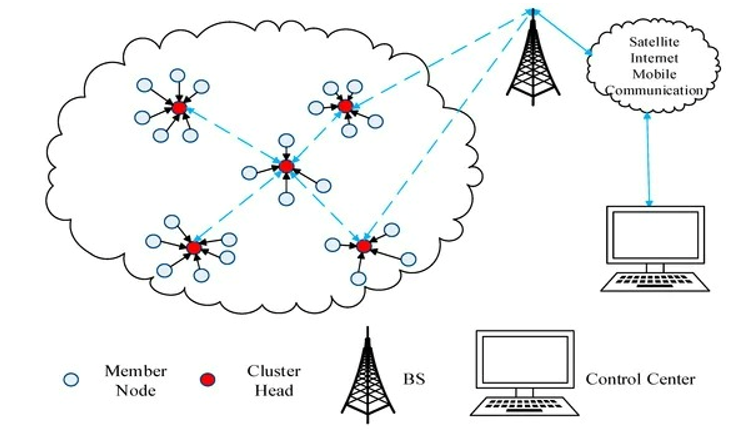 Satellite
Internet
Mobile
Communication
Member
Node
Cluster
Head
BS
Control Center